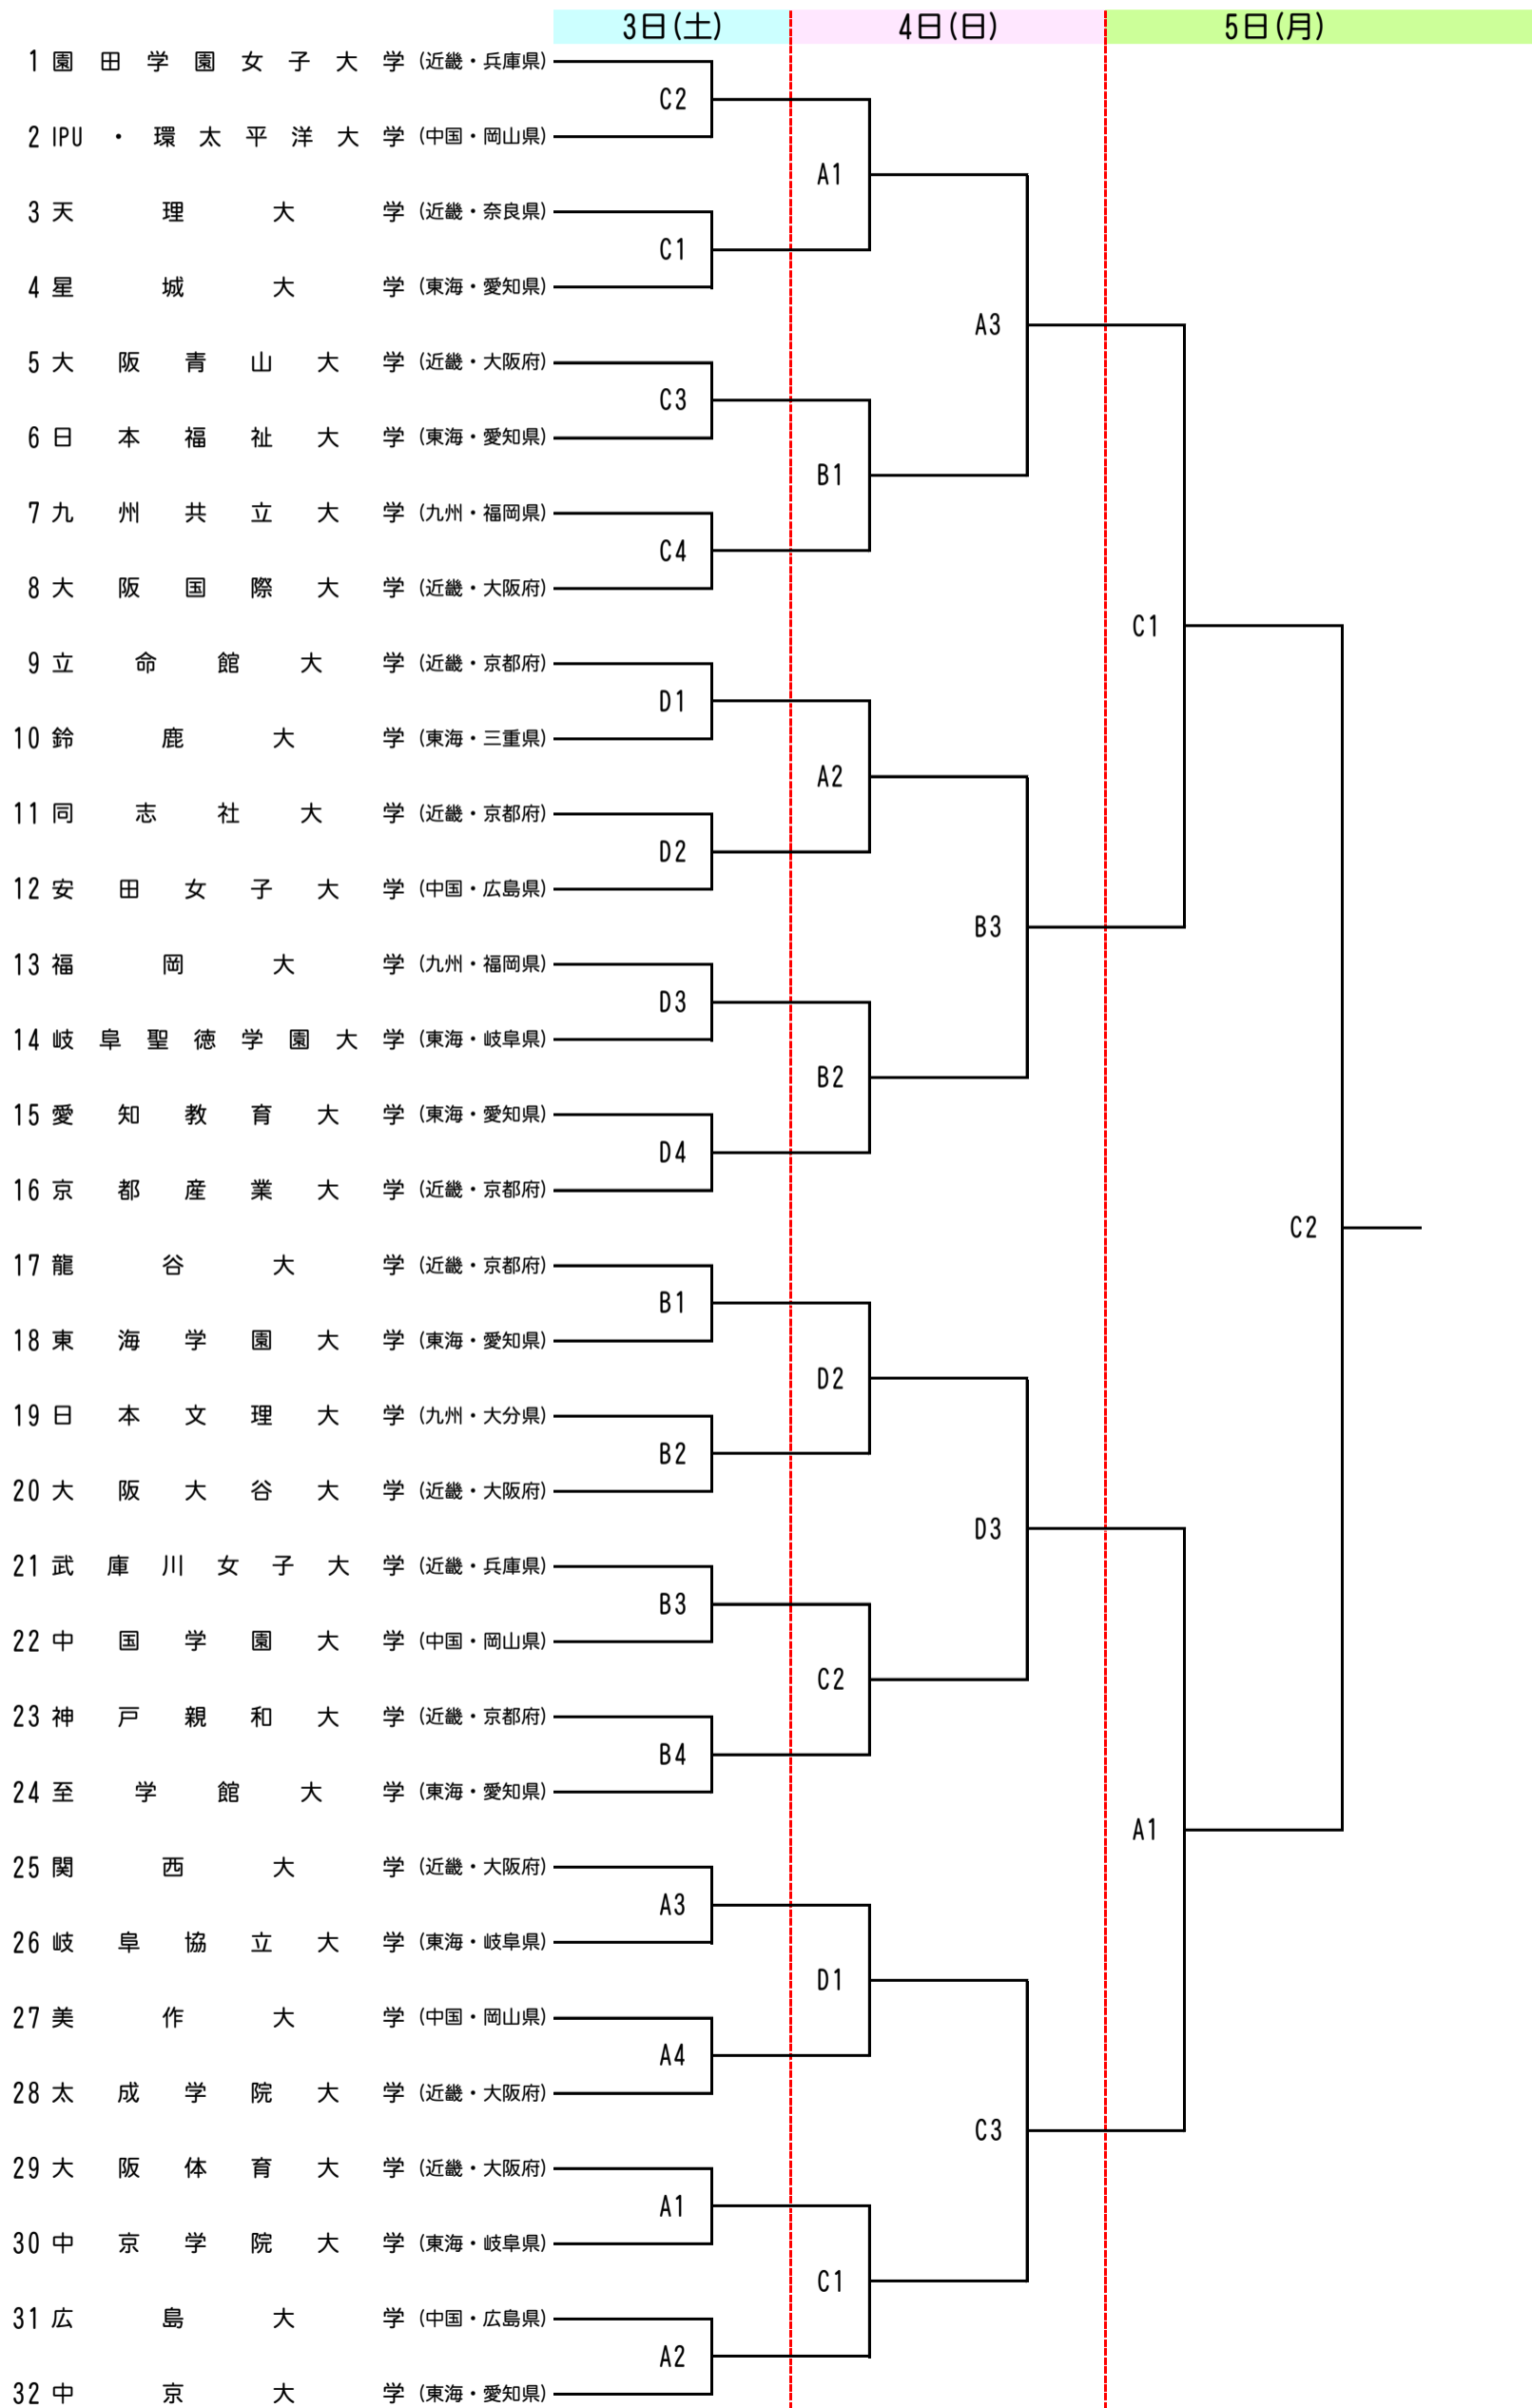 3日(土) 4日(日) 5日(月)
1 園田学園女子大学 (近畿・兵庫県)
C2
2 IPU・環太平洋大学 (中国・岡山県)
A1
3 天理大学 (近畿・奈良県)
C1
4 星城大学 (東海・愛知県)
A3
5 大阪青山大学 (近畿・大阪府)
C3
6 日本福祉大学 (東海・愛知県)
B1
7 九州共立大学 (九州・福岡県)
C4
8 大阪国際大学 (近畿・大阪府)
C1
9 立命館大学 (近畿・京都府)
D1
10 鈴鹿大学 (東海・三重県)
A2
11 同志社大学 (近畿・京都府)
D2
12 安田女子大学 (中国・広島県)
B3
13 福岡大学 (九州・福岡県)
D3
14 岐阜聖徳学園大学 (東海・岐阜県)
B2
15 愛知教育大学 (東海・愛知県)
D4
16 京都産業大学 (近畿・京都府)
C2
17 龍谷大学 (近畿・京都府)
B1
18 東海学園大学 (東海・愛知県)
D2
19 日本文理大学 (九州・大分県)
B2
20 大阪大谷大学 (近畿・大阪府)
D3
21 武庫川女子大学 (近畿・兵庫県)
B3
22 中国学園大学 (中国・岡山県)
C2
23 神戸親和大学 (近畿・京都府)
B4
24 至学館大学 (東海・愛知県)
A1
25 関西大学 (近畿・大阪府)
A3
26 岐阜協立大学 (東海・岐阜県)
D1
27 美作大学 (中国・岡山県)
A4
28 太成学院大学 (近畿・大阪府)
C3
29 大阪体育大学 (近畿・大阪府)
A1
30 中京学院大学 (東海・岐阜県)
C1
31 広島大学 (中国・広島県)
A2
32 中京大学 (東海・愛知県)